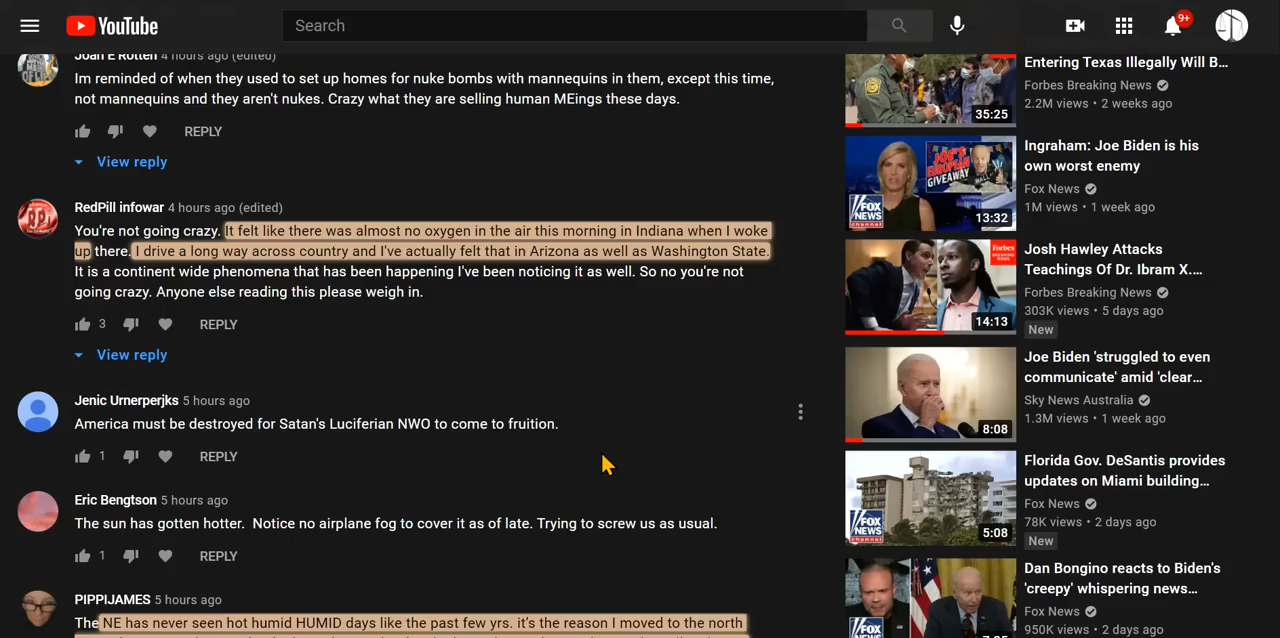 YouTube
Search
9+
Joan E Rotten 4 hours ago (edited)
Im reminded of when they used to set up homes for nuke bombs with mannequins in them, except this time,
not mannequins and they aren't nukes. Crazy what they are selling human MEings these days.
REPLY
View reply
RedPill infowar 4 hours ago (edited)
You're not going crazy. It felt like there was almost no oxygen in the air this morning in Indiana when I woke
up there. I drive a long way across country and I've actually felt that in Arizona as well as Washington State.
It is a continent wide phenomena that has been happening I've been noticing it as well. So no you're not
going crazy. Anyone else reading this please weigh in.
3 REPLY
View reply
Jenic Urnerperjks 5 hours ago
America must be destroyed for Satan's Luciferian NWO to come to fruition.
1 REPLY
Eric Bengtson 5 hours ago
The sun has gotten hotter. Notice no airplane fog to cover it as of late. Trying to screw us as usual.
1 REPLY
PIPPIJAMES 5 hours ago
The NE has never seen hot humid HUMID days like the past few yrs. it's the reason I moved to the north
35:25
Entering Texas Illegally Will B...
Forbes Breaking News
2.2M views • 2 weeks ago
JOE'S
EUROPEAN
GIVEAWAY
FOX
NEWS
channel
13:32
Ingraham: Joe Biden is his
own worst enemy
Fox News
1M views • 1 week ago
Forbes
14:13
Josh Hawley Attacks
Teachings Of Dr. Ibram X....
Forbes Breaking News
303K views • 5 days ago
New
8:08
Joe Biden 'struggled to even
communicate' amid 'clear...
Sky News Australia
1.3M views • 1 week ago
FOX
NEWS
channel
5:08
Florida Gov. DeSantis provides
updates on Miami building...
Fox News
78K views • 2 days ago
New
Dan Bongino reacts to Biden's
'creepy' whispering news...
Fox News
950K views • 2 days ago